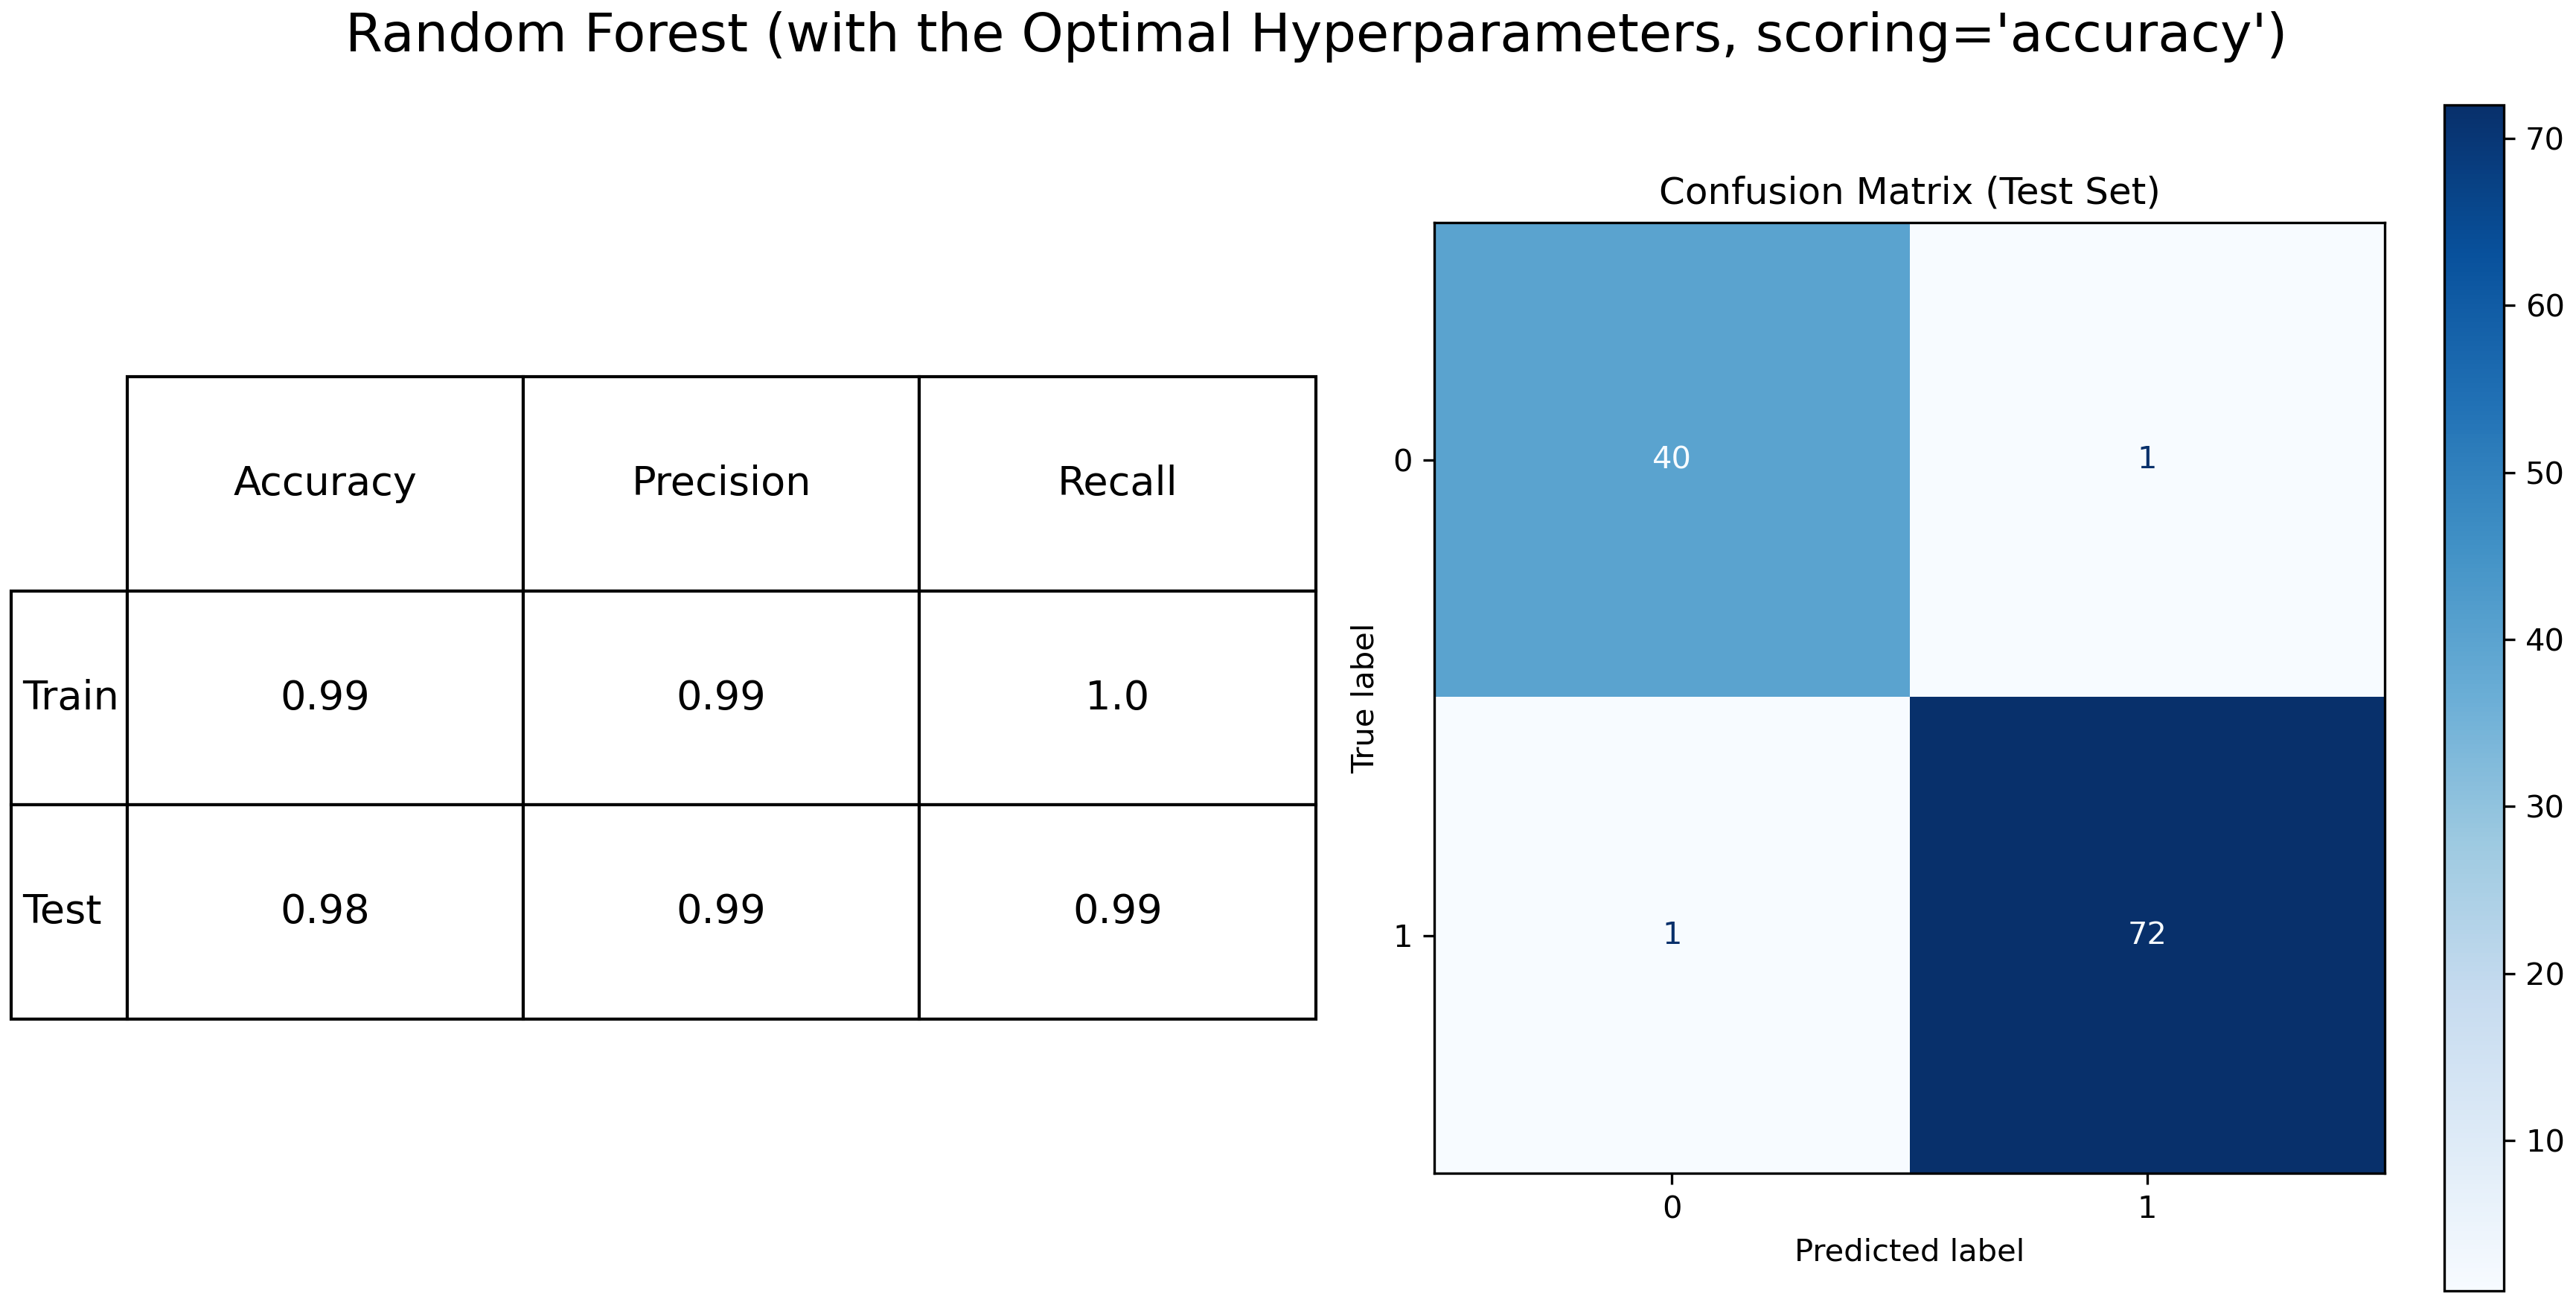 Random Forest (with the Optimal Hyperparameters, scoring='accuracy')
Accuracy Precision Recall
Train 0.99 0.99 1.0
Test 0.98 0.99 0.99
Confusion Matrix (Test Set)
True label
0 40 1
1 1 72
0 1
Predicted label
70
60
50
40
30
20
10